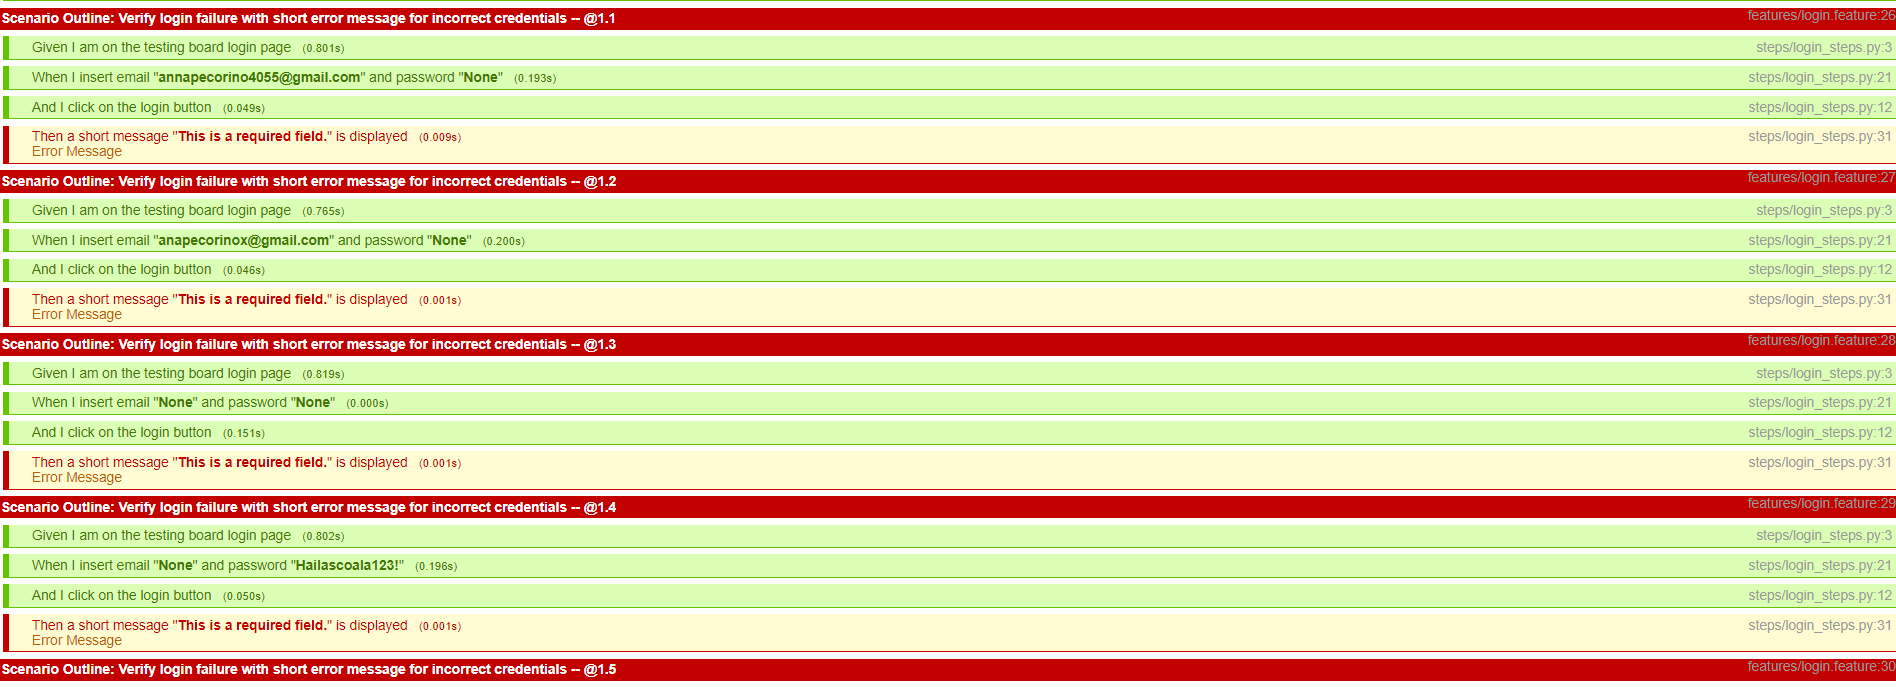 Scenario Outline: Verify login failure with short error message for incorrect credentials -- @1.1 features/login.feature:26
Given I am on the testing board login page (0.801s) steps/login_steps.py:3
When I insert email "annapecorino4055@gmail.com" and password "None" (0.193s) steps/login_steps.py:21
And I click on the login button (0.049s) steps/login_steps.py:12
Then a short message "This is a required field." is displayed (0.009s) steps/login_steps.py:31
Error Message
Scenario Outline: Verify login failure with short error message for incorrect credentials -- @1.2 features/login.feature:27
Given I am on the testing board login page (0.765s) steps/login_steps.py:3
When I insert email "anapecorinox@gmail.com" and password "None" (0.200s) steps/login_steps.py:21
And I click on the login button (0.046s) steps/login_steps.py:12
Then a short message "This is a required field." is displayed (0.001s) steps/login_steps.py:31
Error Message
Scenario Outline: Verify login failure with short error message for incorrect credentials -- @1.3 features/login.feature:28
Given I am on the testing board login page (0.819s) steps/login_steps.py:3
When I insert email "None" and password "None" (0.000s) steps/login_steps.py:21
And I click on the login button (0.151s) steps/login_steps.py:12
Then a short message "This is a required field." is displayed (0.001s) steps/login_steps.py:31
Error Message
Scenario Outline: Verify login failure with short error message for incorrect credentials -- @1.4 features/login.feature:29
Given I am on the testing board login page (0.802s) steps/login_steps.py:3
When I insert email "None" and password "Hailascoala123!" (0.196s) steps/login_steps.py:21
And I click on the login button (0.050s) steps/login_steps.py:12
Then a short message "This is a required field." is displayed (0.001s) steps/login_steps.py:31
Error Message
Scenario Outline: Verify login failure with short error message for incorrect credentials -- @1.5 features/login.feature:30